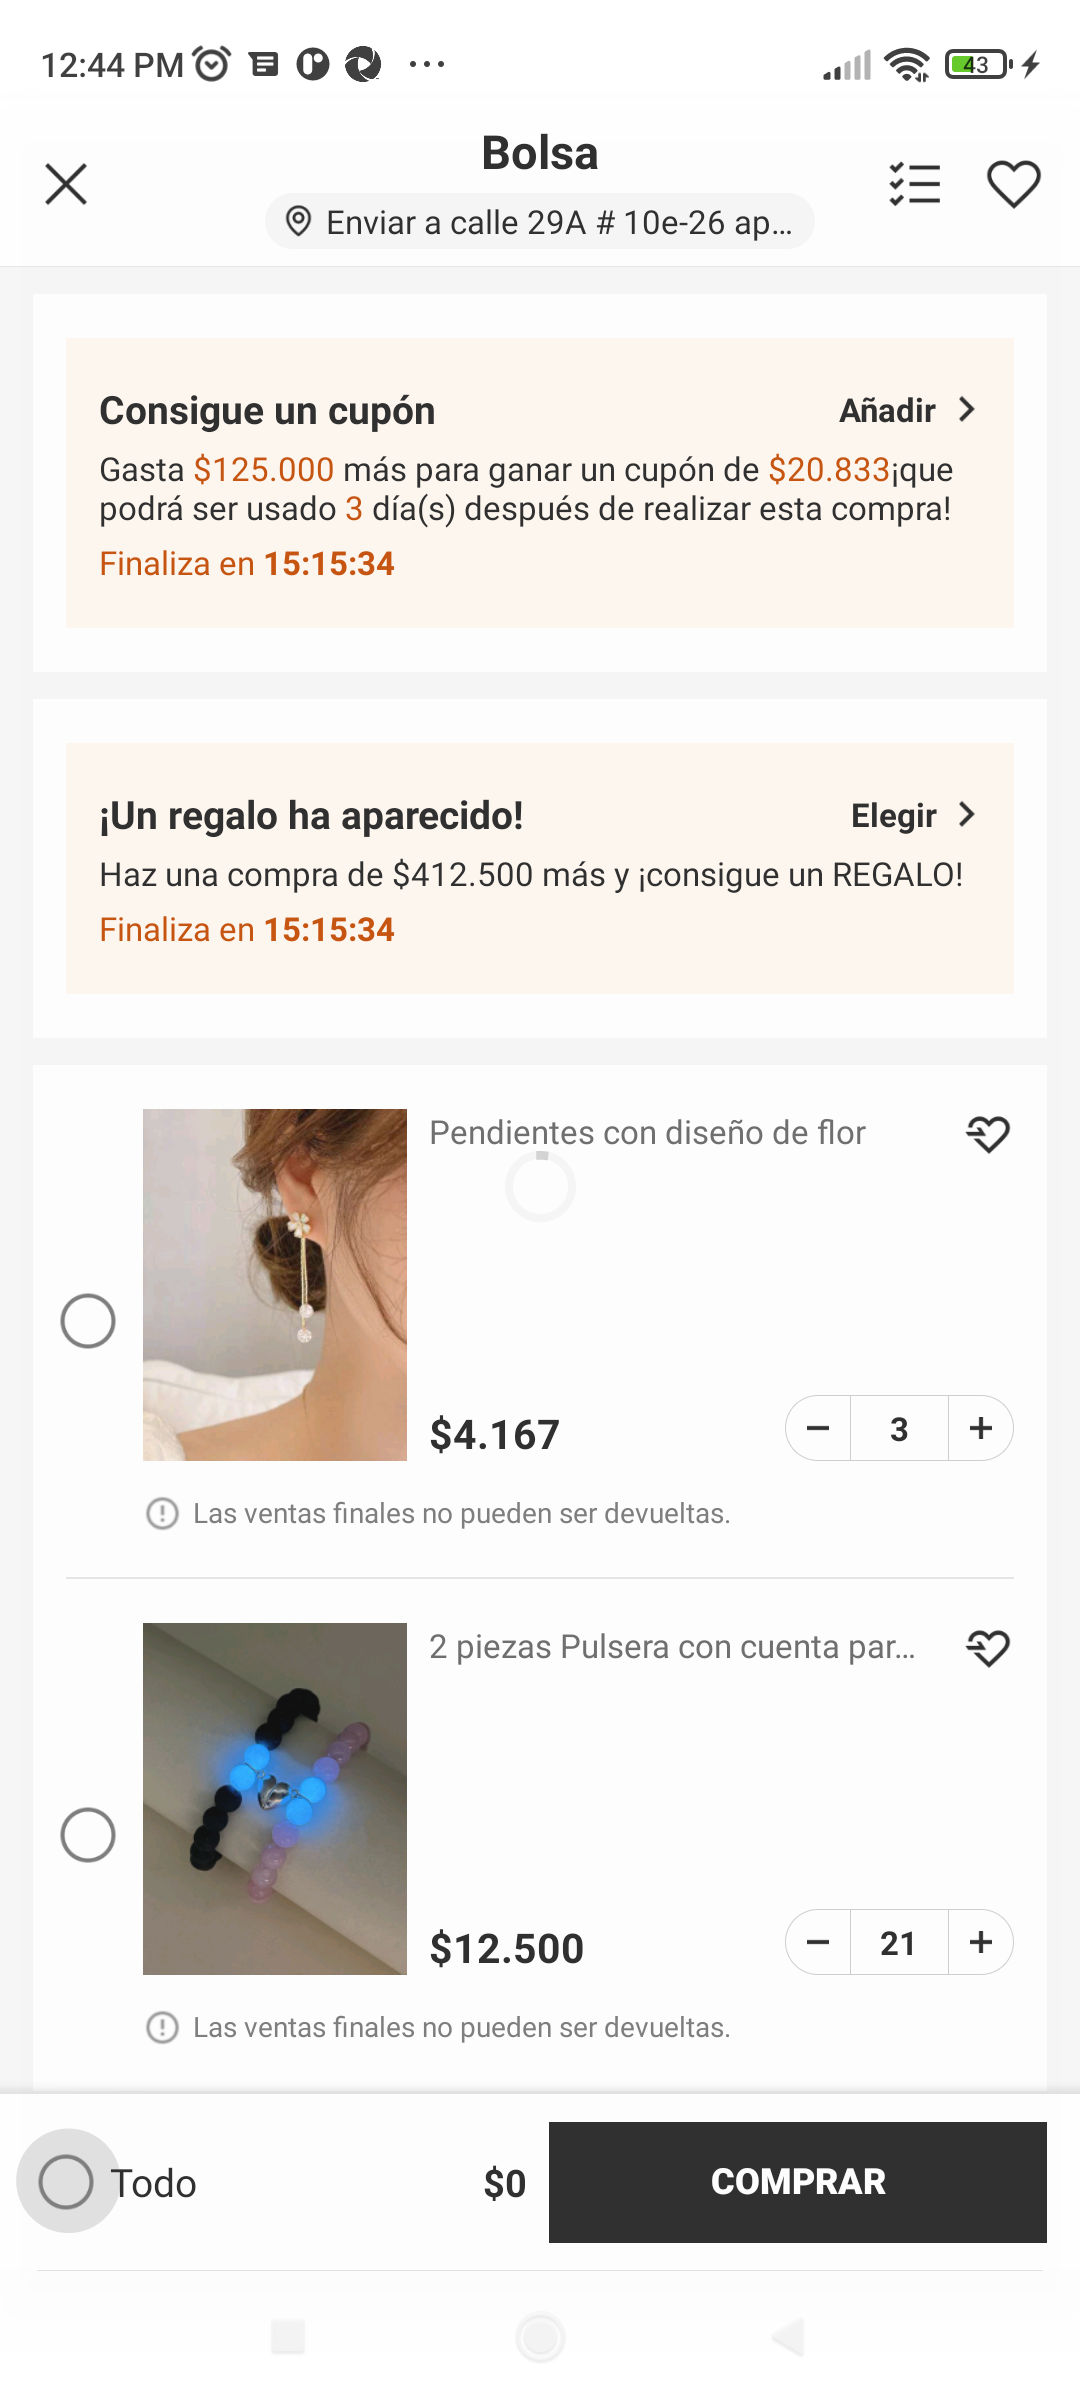 12:44 PM
43
Bolsa
Enviar a calle 29A # 10e-26 ap...
Consigue un cupón
Añadir
Gasta $125.000 más para ganar un cupón de $20.833¡que
podrá ser usado 3 día(s) después de realizar esta compra!
Finaliza en 15:15:34
¡Un regalo ha aparecido!
Elegir
Haz una compra de $412.500 más y ¡consigue un REGALO!
Finaliza en 15:15:34
Pendientes con diseño de flor
$4.167
3
Las ventas finales no pueden ser devueltas.
2 piezas Pulsera con cuenta par...
$12.500
21
Las ventas finales no pueden ser devueltas.
Todo
$0
COMPRAR